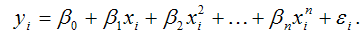 yᵢ = β₀ + β₁xᵢ + β₂xᵢ² + ... + βₙxᵢⁿ + εᵢ.